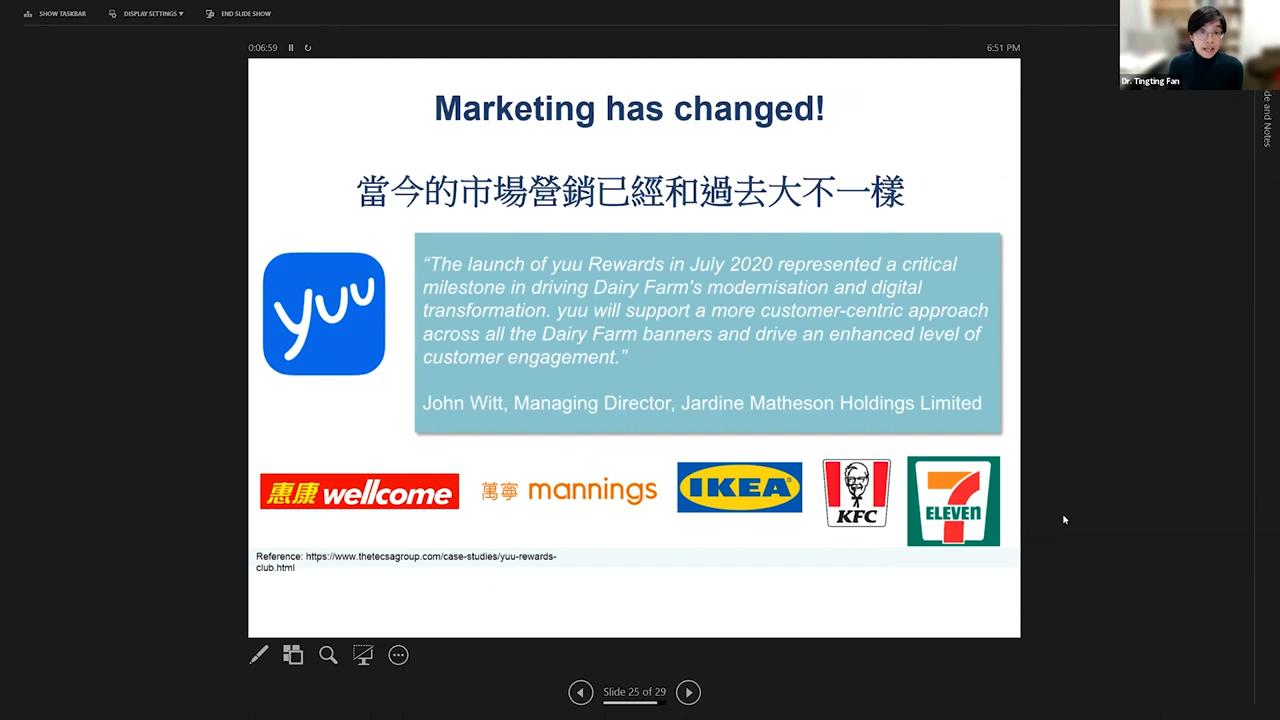 SHOW TASKBAR
DISPLAY SETTINGS ▼
END SLIDE SHOW
0:06:59
6:51 PM
Dr. Tingting Fan
de and Notes
Marketing has changed!
當今的市場營銷已經和過去大不一樣
yuu
“The launch of yuu Rewards in July 2020 represented a critical
milestone in driving Dairy Farm's modernisation and digital
transformation. yuu will support a more customer-centric approach
across all the Dairy Farm banners and drive an enhanced level of
customer engagement.”
John Witt, Managing Director, Jardine Matheson Holdings Limited
惠康 wellcome
萬寧 mannings
IKEA
KFC
7
ELEVEN
Reference: https://www.thetecsagroup.com/case-studies/yuu-rewards-
club.html
Slide 25 of 29